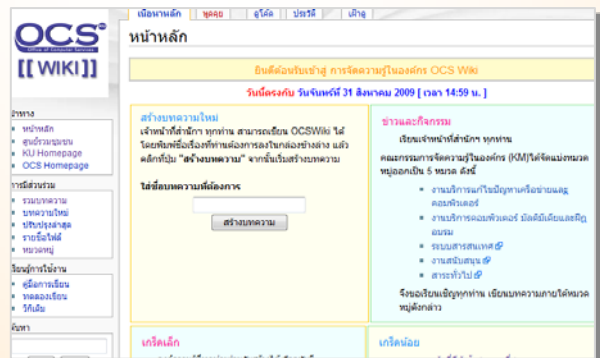 เนื้อหาหลัก พูดคุย ดูโค้ด ประวัติ เฝ้าดู
OCS
Office of Computer Services
[[ WIKI ]]
หน้าหลัก
ยินดีต้อนรับเข้าสู่ การจัดความรู้ในองค์กร OCS Wiki
วันนี้ตรงกับ วันจันทร์ที่ 31 สิงหาคม 2009 [ เวลา 14:59 น. ]
นำทาง
หน้าหลัก
ศูนย์รวมชุมชน
KU Homepage
OCS Homepage
การมีส่วนร่วม
รวมบทความ
บทความใหม่
ปรับปรุงล่าสุด
รายชื่อไฟล์
หมวดหมู่
เรียนรู้การใช้งาน
คู่มือการเขียน
ทดลองเขียน
วิกิเดิม
ค้นหา
สร้างบทความใหม่
เจ้าหน้าที่สำนักฯ ทุกท่าน สามารถเขียน OCSWiki ได้
โดยพิมพ์ชื่อเรื่องที่ท่านต้องการลงในกล่องข้างล่าง แล้ว
คลิกที่ปุ่ม "สร้างบทความ" จากนั้นเริ่มสร้างบทความ
ใส่ชื่อบทความที่ต้องการ
สร้างบทความ
ข่าวและกิจกรรม
เรียนเจ้าหน้าที่สำนักฯ ทุกท่าน
คณะกรรมการจัดความรู้ในองค์กร (KM)ได้จัดแบ่งหมวด
หมู่ออกเป็น 5 หมวด ดังนี้
งานบริการแก้ไขปัญหาเครือข่ายและ
คอมพิวเตอร์
งานบริการคอมพิวเตอร์ มัลติมีเดียและฝึก
อบรม
ระบบสารสนเทศ
งานสนับสนุน
สาระทั่วไป
จึงขอเรียนเชิญทุกท่าน เขียนบทความภายใต้หมวด
หมู่ดังกล่าว
เกร็ดเล็ก
เกร็ดน้อย